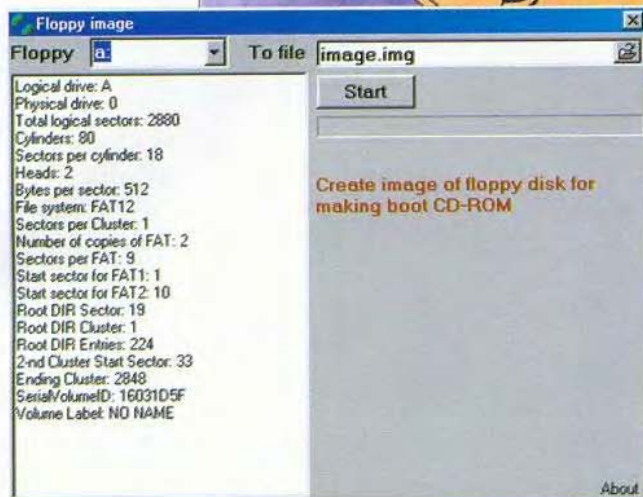 Floppy image
Floppy a: To file image.img
Start
Logical drive: A
Physical drive: 0
Total logical sectors: 2880
Cylinders: 80
Sectors per cylinder: 18
Heads: 2
Bytes per sector: 512
File system: FAT12
Sectors per Cluster: 1
Number of copies of FAT: 2
Sectors per FAT: 9
Start sector for FAT1: 1
Start sector for FAT2: 10
Root DIR Sector: 19
Root DIR Cluster: 1
Root DIR Entries: 224
2-nd Cluster Start Sector: 33
Ending Cluster: 2848
SerialVolumeID: 16031D5F
Volume Label: NO NAME
Create image of floppy disk for
making boot CD-ROM
About